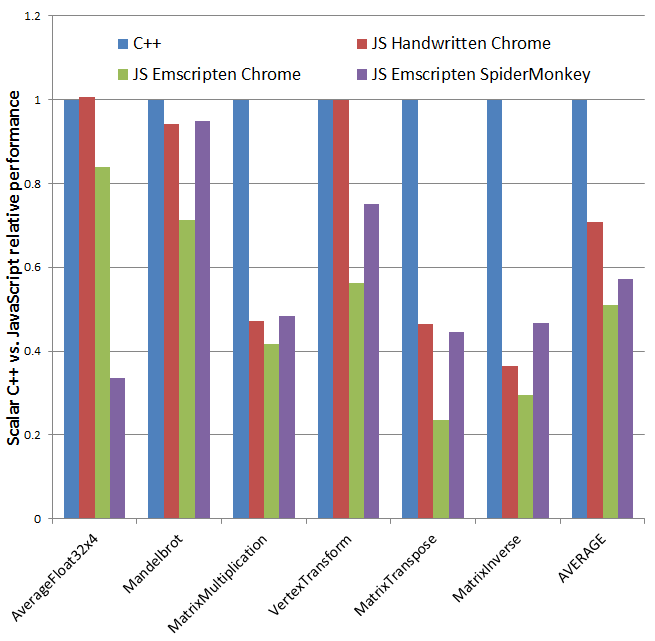 1.2
1
0.8
0.6
0.4
0.2
0
Scalar C++ vs. JavaScript relative performance
C++
JS Handwritten Chrome
JS Emscripten Chrome
JS Emscripten SpiderMonkey
AverageFloat32x4
Mandelbrot
MatrixMultiplication
VertexTransform
MatrixTranspose
MatrixInverse
AVERAGE